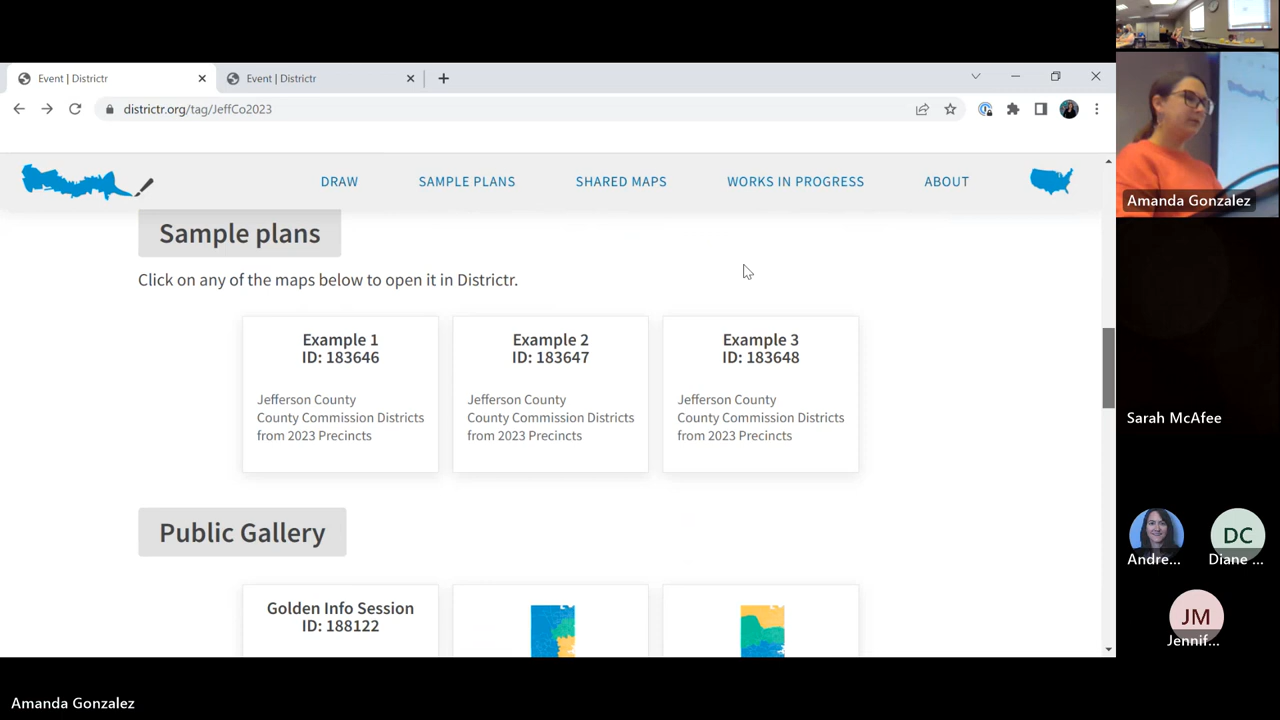 Event | Districtr
Event | Districtr
districtr.org/tag/JeffCo2023
DRAW
SAMPLE PLANS
SHARED MAPS
WORKS IN PROGRESS
ABOUT
Sample plans
Click on any of the maps below to open it in Districtr.
Example 1
ID: 183646
Jefferson County
County Commission Districts
from 2023 Precincts
Example 2
ID: 183647
Jefferson County
County Commission Districts
from 2023 Precincts
Example 3
ID: 183648
Jefferson County
County Commission Districts
from 2023 Precincts
Public Gallery
Golden Info Session
ID: 188122
Amanda Gonzalez
Sarah McAfee
Andre...
DC
Diane ...
JM
Jennif...
Amanda Gonzalez